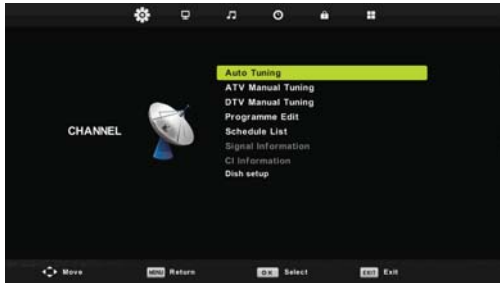 Auto Tuning
ATV Manual Tuning
DTV Manual Tuning
Programme Edit
CHANNEL
Schedule List
Signal Information
CI Information
Dish setup
Move MENU Return OK Select EXIT Exit